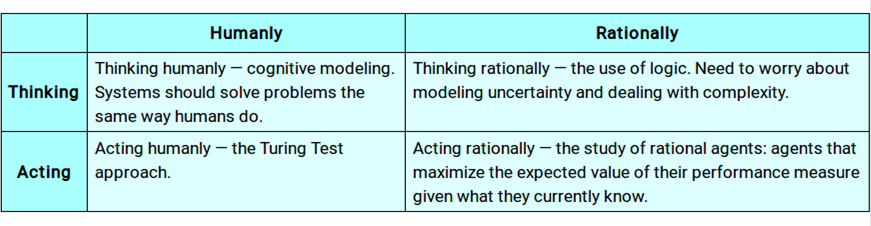 Humanly
Rationally
Thinking
Thinking humanly — cognitive modeling.
Systems should solve problems the
same way humans do.
Thinking rationally — the use of logic. Need to worry about
modeling uncertainty and dealing with complexity.
Acting
Acting humanly — the Turing Test
approach.
Acting rationally — the study of rational agents: agents that
maximize the expected value of their performance measure
given what they currently know.